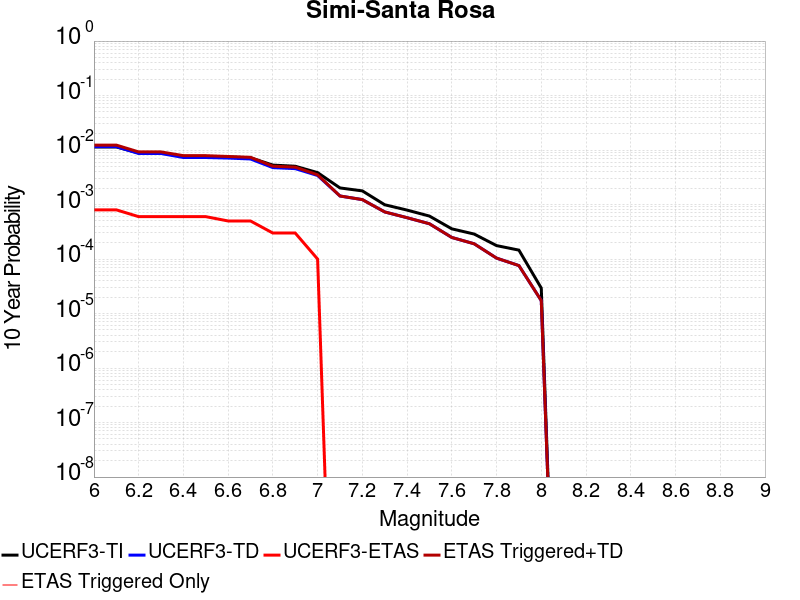 Simi-Santa Rosa
10^0
10^-1
10^-2
10^-3
10^-4
10^-5
10^-6
10^-7
10^-8
10 Year Probability
6 6.2 6.4 6.6 6.8 7 7.2 7.4 7.6 7.8 8 8.2 8.4 8.6 8.8 9
Magnitude
UCERF3-TI UCERF3-TD UCERF3-ETAS ETAS Triggered+TD
ETAS Triggered Only